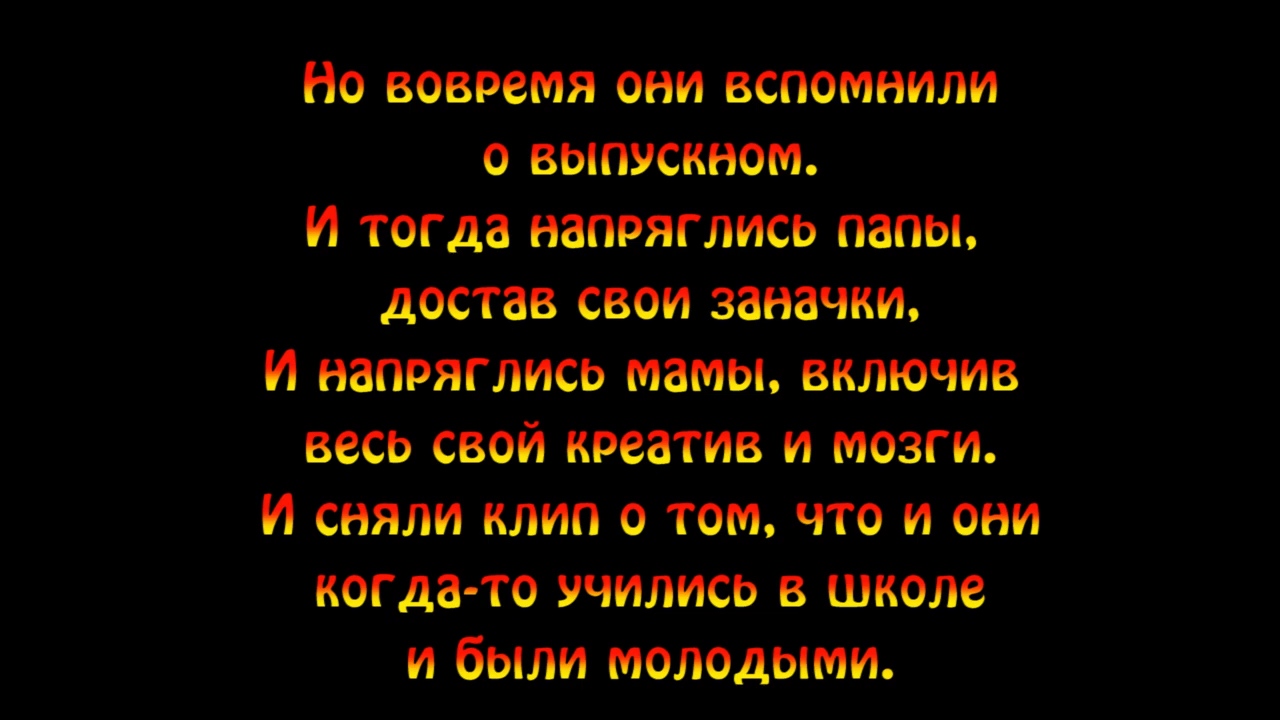 Но вовремя они вспомнили
о выпускном.
И тогда напряглись папы,
достав свои заначки,
И напряглись мамы, включив
весь свой креатив и мозги.
И сняли клип о том, что и они
когда-то учились в школе
и были молодыми.